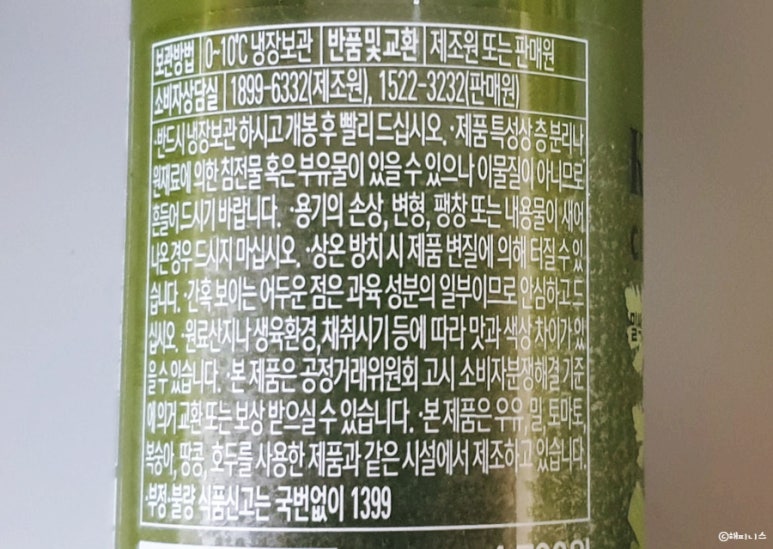 보관방법 0~10℃ 냉장보관 반품 및 교환 제조원 또는 판매원
소비자상담실 1899-6332(제조원), 1522-3232(판매원)
·반드시 냉장보관 하시고 개봉 후 빨리 드십시오. ·제품 특성상 층 분리나,
원재료에 의한 침전물 혹은 부유물이 있을 수 있으나 이물질이 아니므로
흔들어 드시기 바랍니다. ·용기의 손상, 변형, 팽창 또는 내용물이 새어
나온 경우 드시지 마십시오. ·상온 방치 시 제품 변질에 의해 터질 수 있
습니다. ·간혹 보이는 어두운 점은 과육 성분의 일부이므로 안심하고 드
십시오. ·원료산지나 생육환경, 채취시기 등에 따라 맛과 색상 차이가 있
을 수 있습니다. ·본 제품은 공정거래위원회 고시 소비자분쟁해결 기준
에 의거 교환 또는 보상 받으실 수 있습니다. ·본 제품은 우유, 밀, 토마토,
복숭아, 땅콩, 호두를 사용한 제품과 같은 시설에서 제조하고 있습니다.
·부정·불량 식품신고는 국번없이 1399
©해피니스